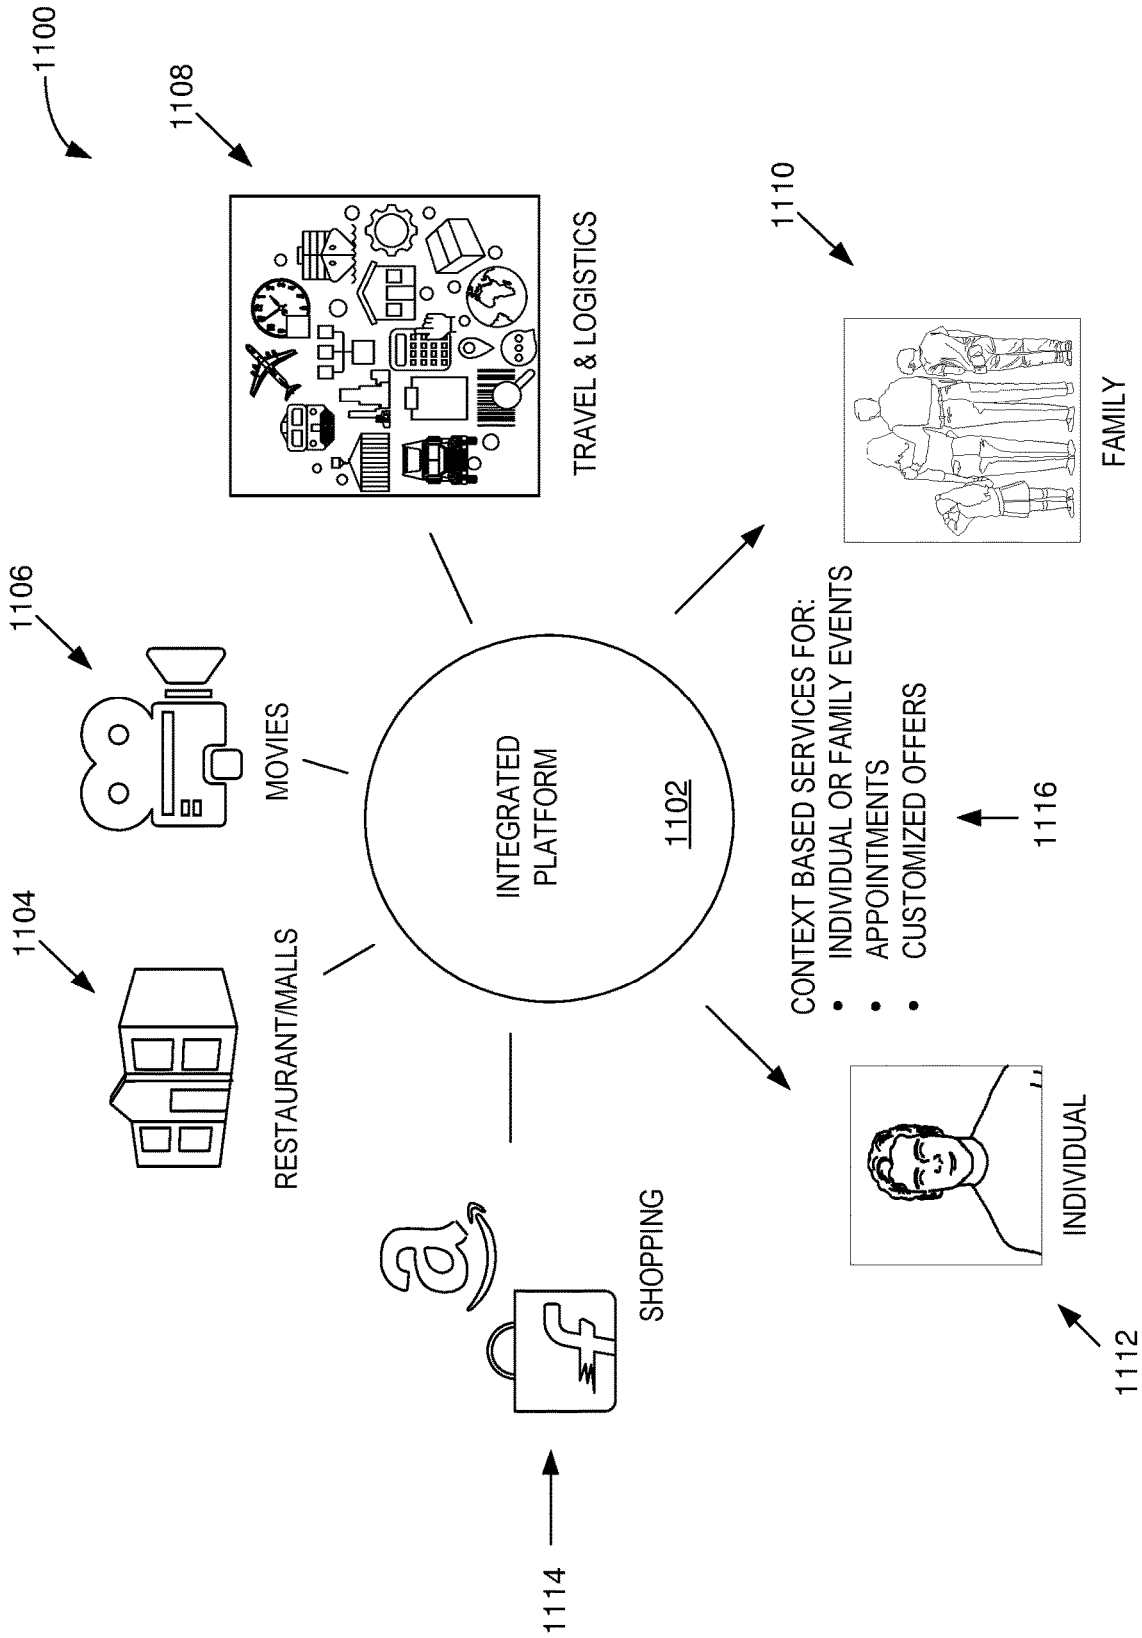 1100
1108
TRAVEL & LOGISTICS
1106
MOVIES
1104
RESTAURANT/MALLS
1114
a
f
SHOPPING
INTEGRATED
PLATFORM
1102
1110
FAMILY
CONTEXT BASED SERVICES FOR:
• INDIVIDUAL OR FAMILY EVENTS
• APPOINTMENTS
• CUSTOMIZED OFFERS
1116
INDIVIDUAL
1112